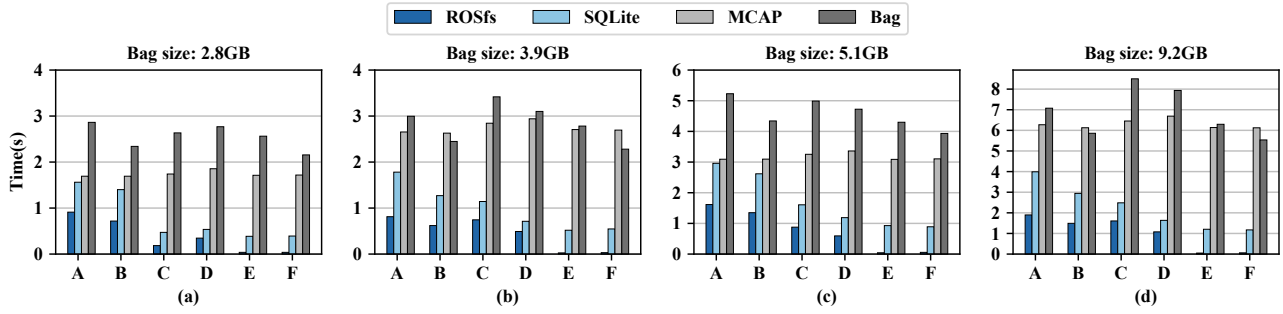 ROSfs SQLite MCAP Bag
Bag size: 2.8GB
Time(s)
4
3
2
1
0
A B C D E F
(a)
Bag size: 3.9GB
4
3
2
1
0
A B C D E F
(b)
Bag size: 5.1GB
6
5
4
3
2
1
0
A B C D E F
(c)
Bag size: 9.2GB
8
7
6
5
4
3
2
1
0
A B C D E F
(d)